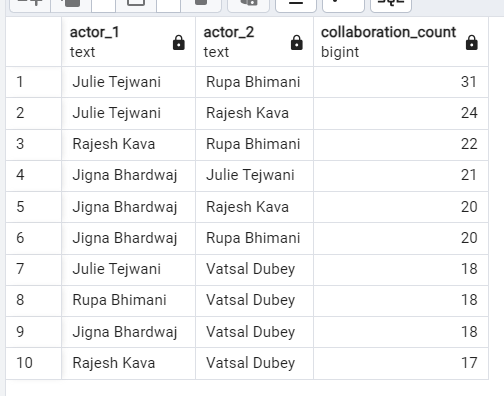 actor_1 actor_2 collaboration_count
text text bigint
1 Julie Tejwani Rupa Bhimani 31
2 Julie Tejwani Rajesh Kava 24
3 Rajesh Kava Rupa Bhimani 22
4 Jigna Bhardwaj Julie Tejwani 21
5 Jigna Bhardwaj Rajesh Kava 20
6 Jigna Bhardwaj Rupa Bhimani 20
7 Julie Tejwani Vatsal Dubey 18
8 Rupa Bhimani Vatsal Dubey 18
9 Jigna Bhardwaj Vatsal Dubey 18
10 Rajesh Kava Vatsal Dubey 17